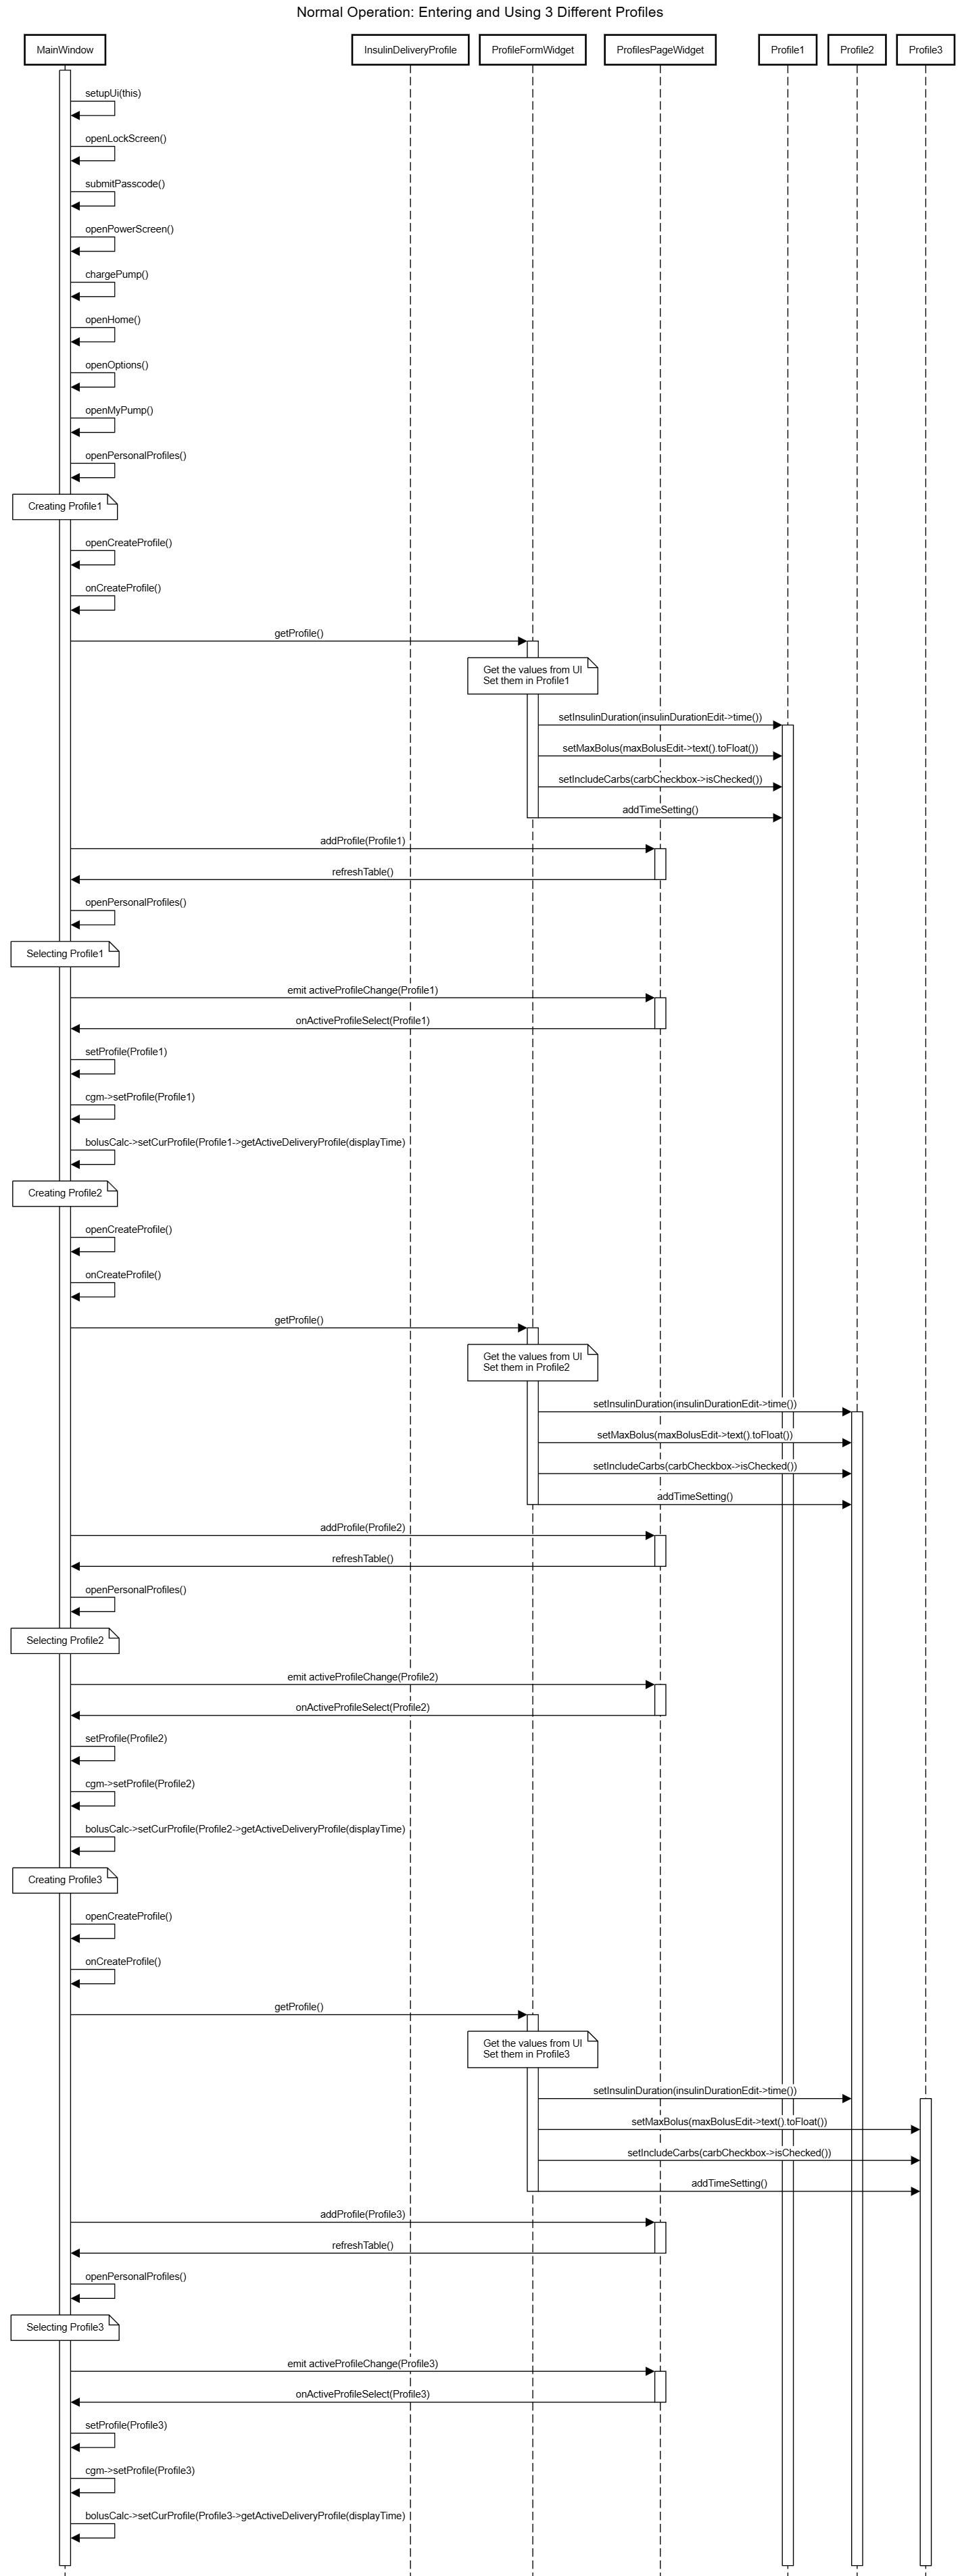 Normal Operation: Entering and Using 3 Different Profiles
MainWindow
InsulinDeliveryProfile
ProfileFormWidget
ProfilesPageWidget
Profile1
Profile2
Profile3
setupUi(this)
openLockScreen()
submitPasscode()
openPowerScreen()
chargePump()
openHome()
openOptions()
openMyPump()
openPersonalProfiles()
Creating Profile1
openCreateProfile()
onCreateProfile()
getProfile()
Get the values from UI
Set them in Profile1
setInsulinDuration(insulinDurationEdit->time())
setMaxBolus(maxBolusEdit->text().toFloat())
setIncludeCarbs(carbCheckbox->isChecked())
addTimeSetting()
addProfile(Profile1)
refreshTable()
openPersonalProfiles()
Selecting Profile1
emit activeProfileChange(Profile1)
onActiveProfileSelect(Profile1)
setProfile(Profile1)
cgm->setProfile(Profile1)
bolusCalc->setCurProfile(Profile1->getActiveDeliveryProfile(displayTime)
Creating Profile2
openCreateProfile()
onCreateProfile()
getProfile()
Get the values from UI
Set them in Profile2
setInsulinDuration(insulinDurationEdit->time())
setMaxBolus(maxBolusEdit->text().toFloat())
setIncludeCarbs(carbCheckbox->isChecked())
addTimeSetting()
addProfile(Profile2)
refreshTable()
openPersonalProfiles()
Selecting Profile2
emit activeProfileChange(Profile2)
onActiveProfileSelect(Profile2)
setProfile(Profile2)
cgm->setProfile(Profile2)
bolusCalc->setCurProfile(Profile2->getActiveDeliveryProfile(displayTime)
Creating Profile3
openCreateProfile()
onCreateProfile()
getProfile()
Get the values from UI
Set them in Profile3
setInsulinDuration(insulinDurationEdit->time())
setMaxBolus(maxBolusEdit->text().toFloat())
setIncludeCarbs(carbCheckbox->isChecked())
addTimeSetting()
addProfile(Profile3)
refreshTable()
openPersonalProfiles()
Selecting Profile3
emit activeProfileChange(Profile3)
onActiveProfileSelect(Profile3)
setProfile(Profile3)
cgm->setProfile(Profile3)
bolusCalc->setCurProfile(Profile3->getActiveDeliveryProfile(displayTime)